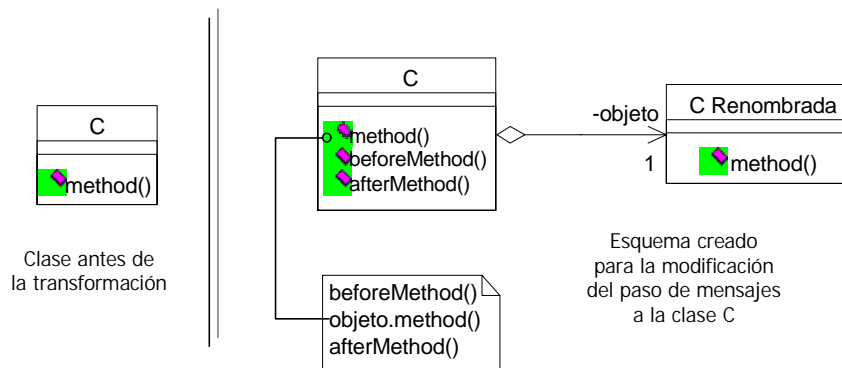 C
method()
Clase antes de
la transformación
C
method()
beforeMethod()
afterMethod()
-objeto
1
C Renombrada
method()
beforeMethod()
objeto.method()
afterMethod()
Esquema creado
para la modificación
del paso de mensajes
a la clase C